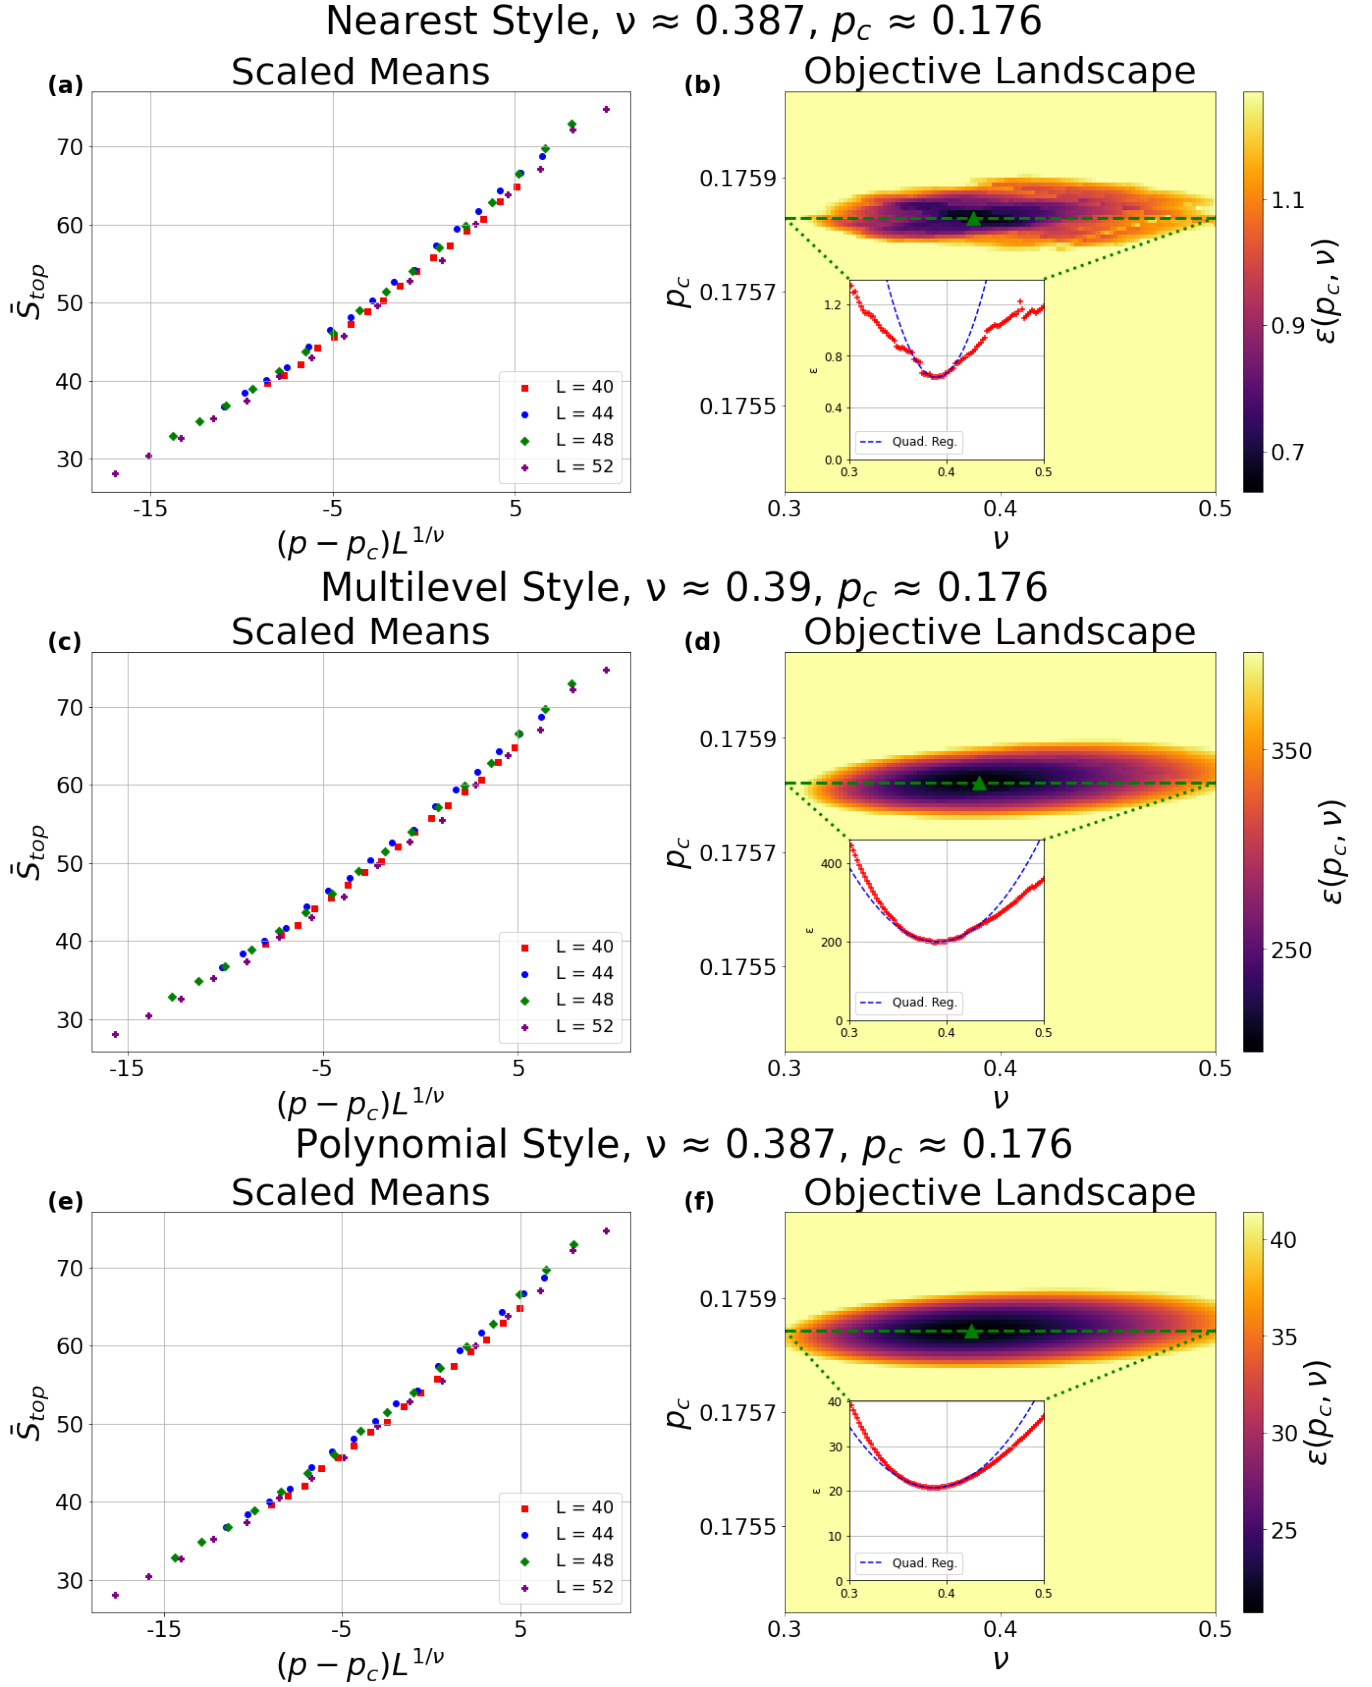 Nearest Style, ν ≈ 0.387, p_c ≈ 0.176
(a)
Scaled Means
70
60
50
40
30
S̄_top
L = 40
L = 44
L = 48
L = 52
-15
-5
5
(p − p_c)L^{1/ν}
(b)
Objective Landscape
0.1759
0.1757
0.1755
p_c
1.2
0.8
0.4
0.0
ε
Quad. Reg.
0.3
0.4
0.5
0.3
0.4
0.5
ν
1.1
0.9
0.7
ε(p_c, ν)
Multilevel Style, ν ≈ 0.39, p_c ≈ 0.176
(c)
Scaled Means
70
60
50
40
30
S̄_top
L = 40
L = 44
L = 48
L = 52
-15
-5
5
(p − p_c)L^{1/ν}
(d)
Objective Landscape
0.1759
0.1757
0.1755
p_c
400
200
0
ε
Quad. Reg.
0.3
0.4
0.5
0.3
0.4
0.5
ν
350
250
ε(p_c, ν)
Polynomial Style, ν ≈ 0.387, p_c ≈ 0.176
(e)
Scaled Means
70
60
50
40
30
S̄_top
L = 40
L = 44
L = 48
L = 52
-15
-5
5
(p − p_c)L^{1/ν}
(f)
Objective Landscape
0.1759
0.1757
0.1755
p_c
40
30
20
10
0
ε
Quad. Reg.
0.3
0.4
0.5
0.3
0.4
0.5
ν
40
35
30
25
ε(p_c, ν)